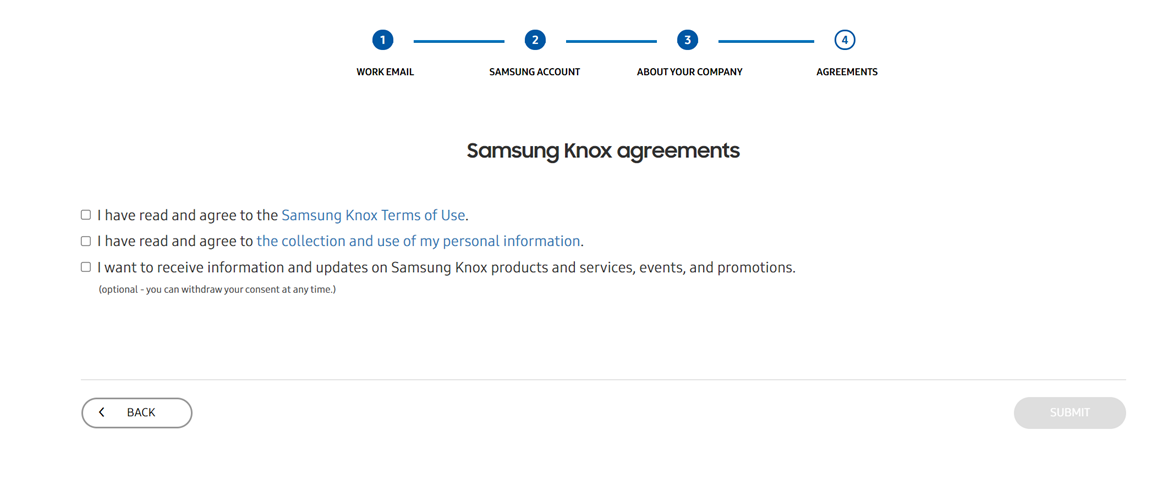 1 2 3 4
WORK EMAIL SAMSUNG ACCOUNT ABOUT YOUR COMPANY AGREEMENTS
Samsung Knox agreements
I have read and agree to the Samsung Knox Terms of Use.
I have read and agree to the collection and use of my personal information.
I want to receive information and updates on Samsung Knox products and services, events, and promotions.
(optional - you can withdraw your consent at any time.)
BACK SUBMIT